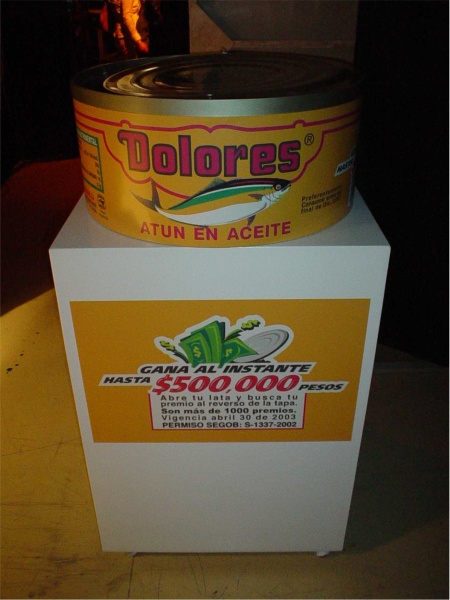 Dolores®
ATUN EN ACEITE
GANA AL INSTANTE
HASTA $500,000 PESOS
Abre tu lata y busca tu
premio al reverso de la tapa.
Son más de 1000 premios.
Vigencia abril 30 de 2003
PERMISO SEGOB: S-1337-2002